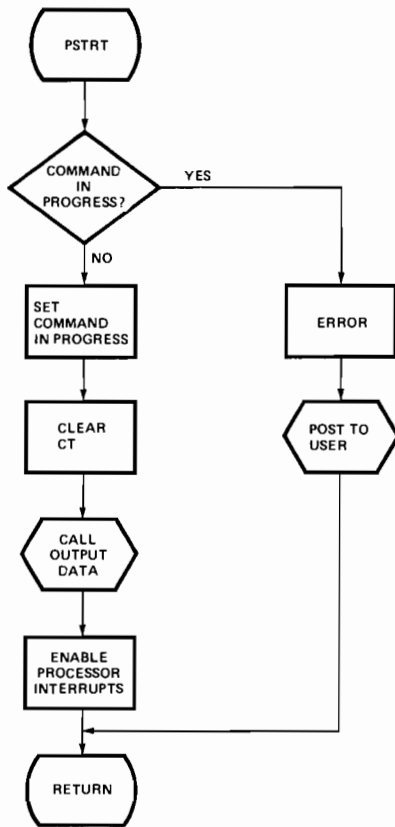 PSTRT
COMMAND
IN
PROGRESS?
YES
NO
SET
COMMAND
IN PROGRESS
ERROR
CLEAR
CT
POST TO
USER
CALL
OUTPUT
DATA
ENABLE
PROCESSOR
INTERRUPTS
RETURN